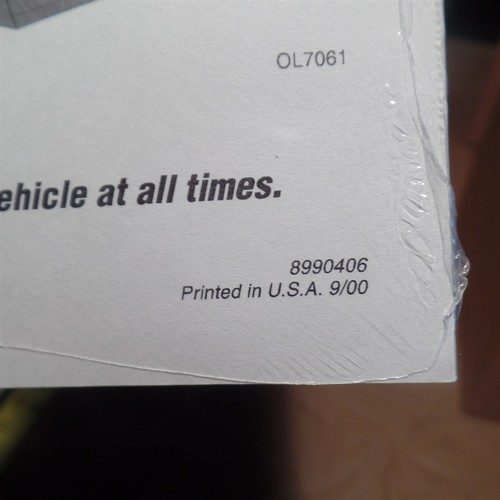 OL7061
ehicle at all times.
8990406
Printed in U.S.A. 9/00